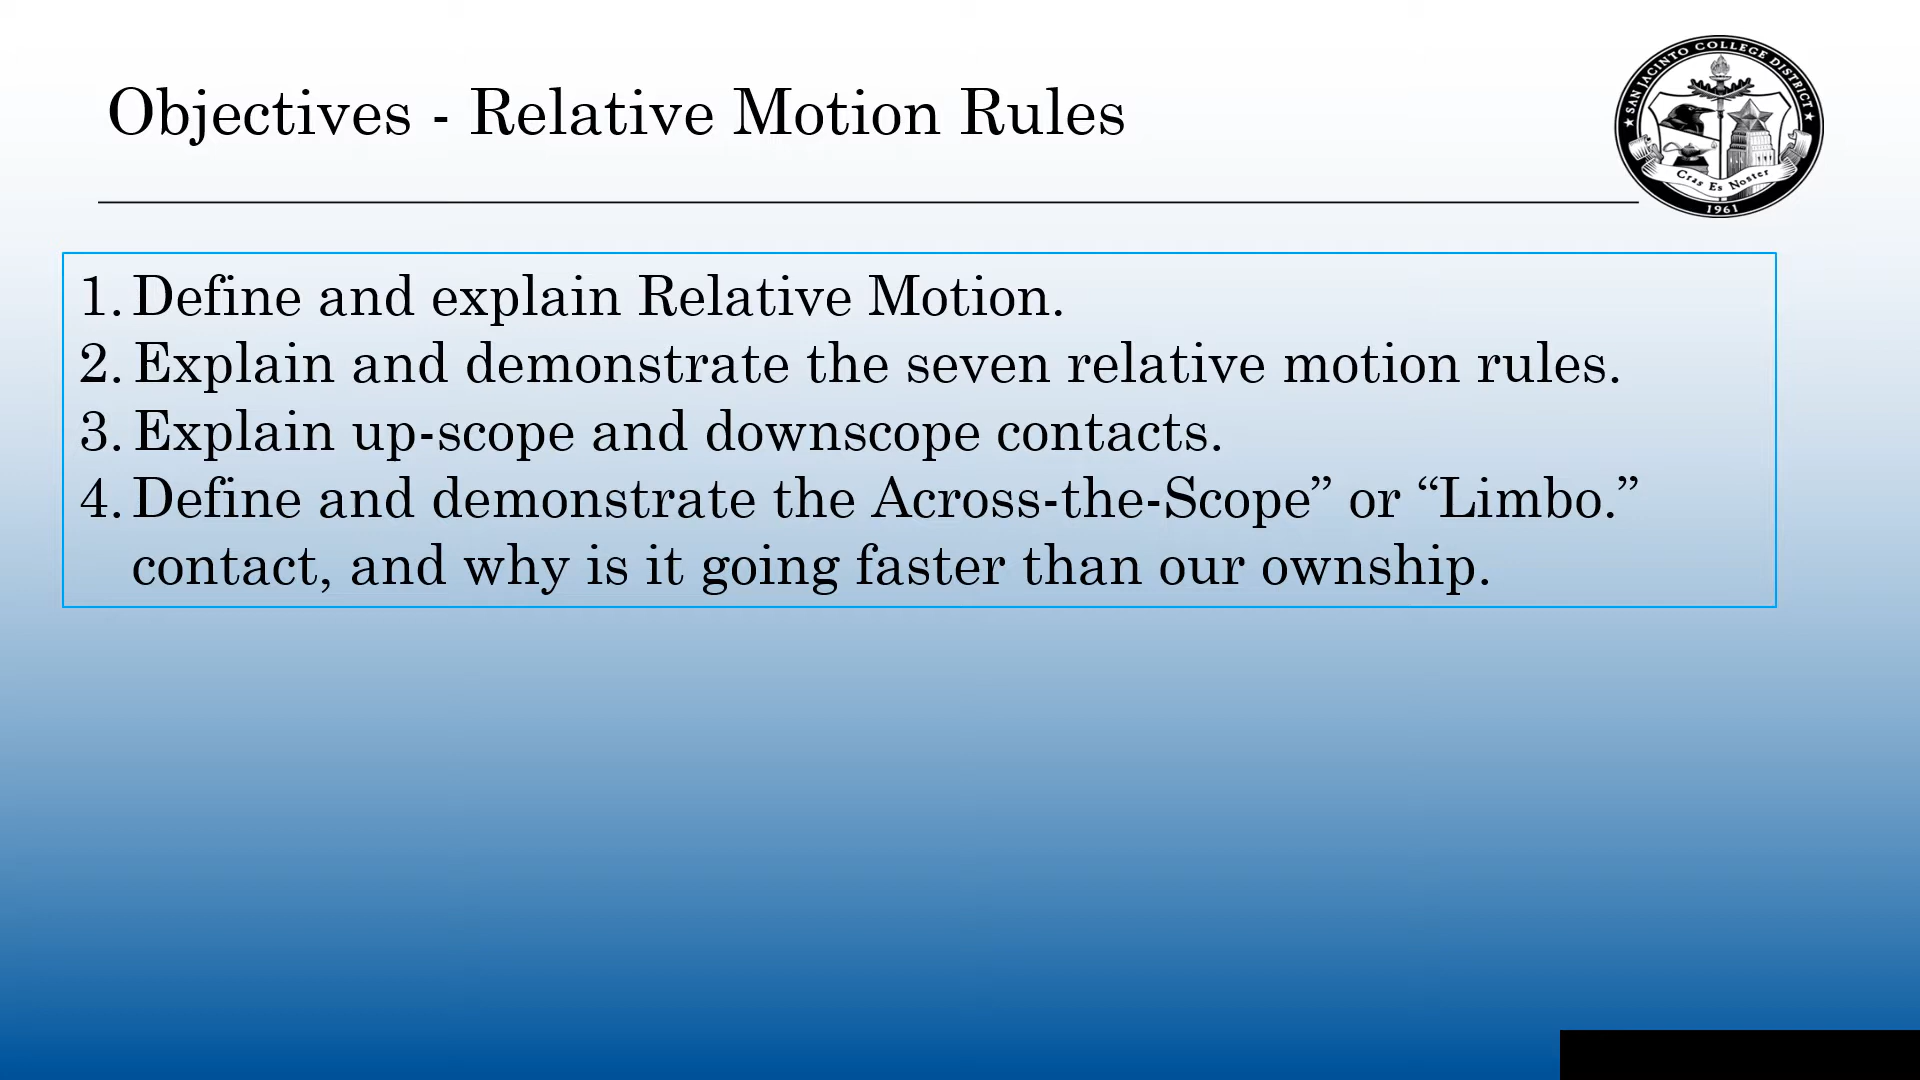 Objectives - Relative Motion Rules
★ SAN JACINTO COLLEGE DISTRICT ★
Cras Es Noster
1961
1. Define and explain Relative Motion.
2. Explain and demonstrate the seven relative motion rules.
3. Explain up-scope and downscope contacts.
4. Define and demonstrate the Across-the-Scope” or “Limbo.”
contact, and why is it going faster than our ownship.